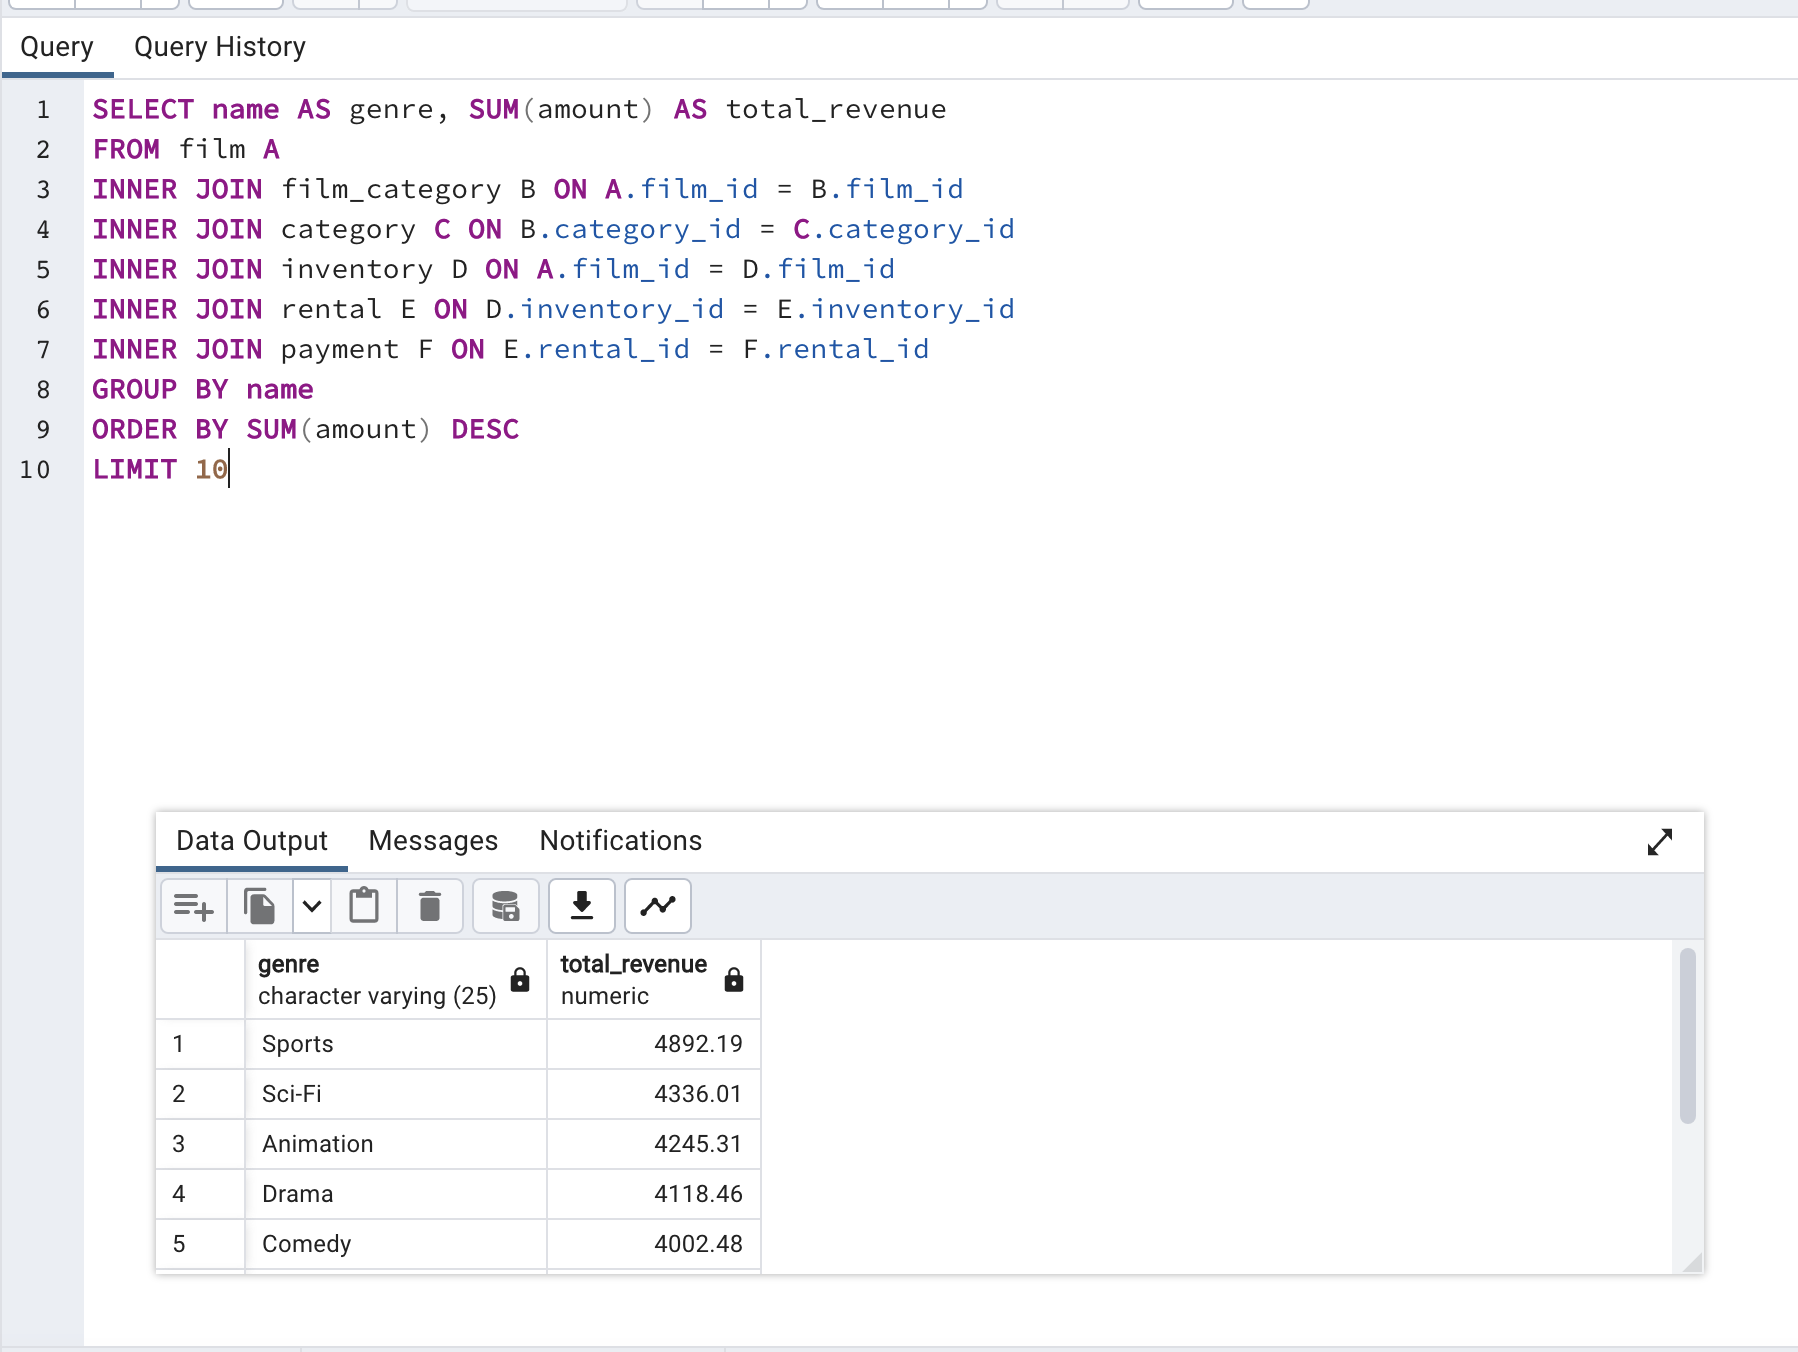 Query Query History
1 SELECT name AS genre, SUM(amount) AS total_revenue
2 FROM film A
3 INNER JOIN film_category B ON A.film_id = B.film_id
4 INNER JOIN category C ON B.category_id = C.category_id
5 INNER JOIN inventory D ON A.film_id = D.film_id
6 INNER JOIN rental E ON D.inventory_id = E.inventory_id
7 INNER JOIN payment F ON E.rental_id = F.rental_id
8 GROUP BY name
9 ORDER BY SUM(amount) DESC
10 LIMIT 10
Data Output Messages Notifications
genre total_revenue
character varying (25) numeric
1 Sports 4892.19
2 Sci-Fi 4336.01
3 Animation 4245.31
4 Drama 4118.46
5 Comedy 4002.48